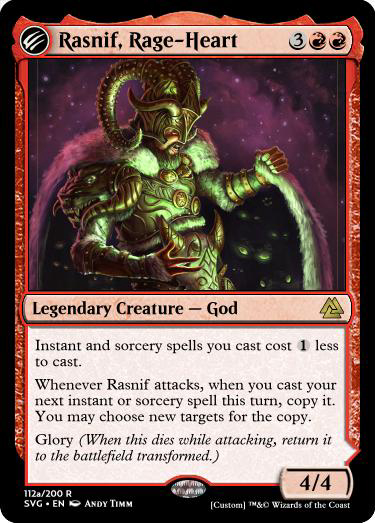 Rasnif, Rage-Heart 3
Legendary Creature — God
Instant and sorcery spells you cast cost 1 less
to cast.
Whenever Rasnif attacks, when you cast your
next instant or sorcery spell this turn, copy it.
You may choose new targets for the copy.
Glory (When this dies while attacking, return it
to the battlefield transformed.)
4/4
112a/200 R
SVG • EN Andy Timm
[Custom] ™&© Wizards of the Coast